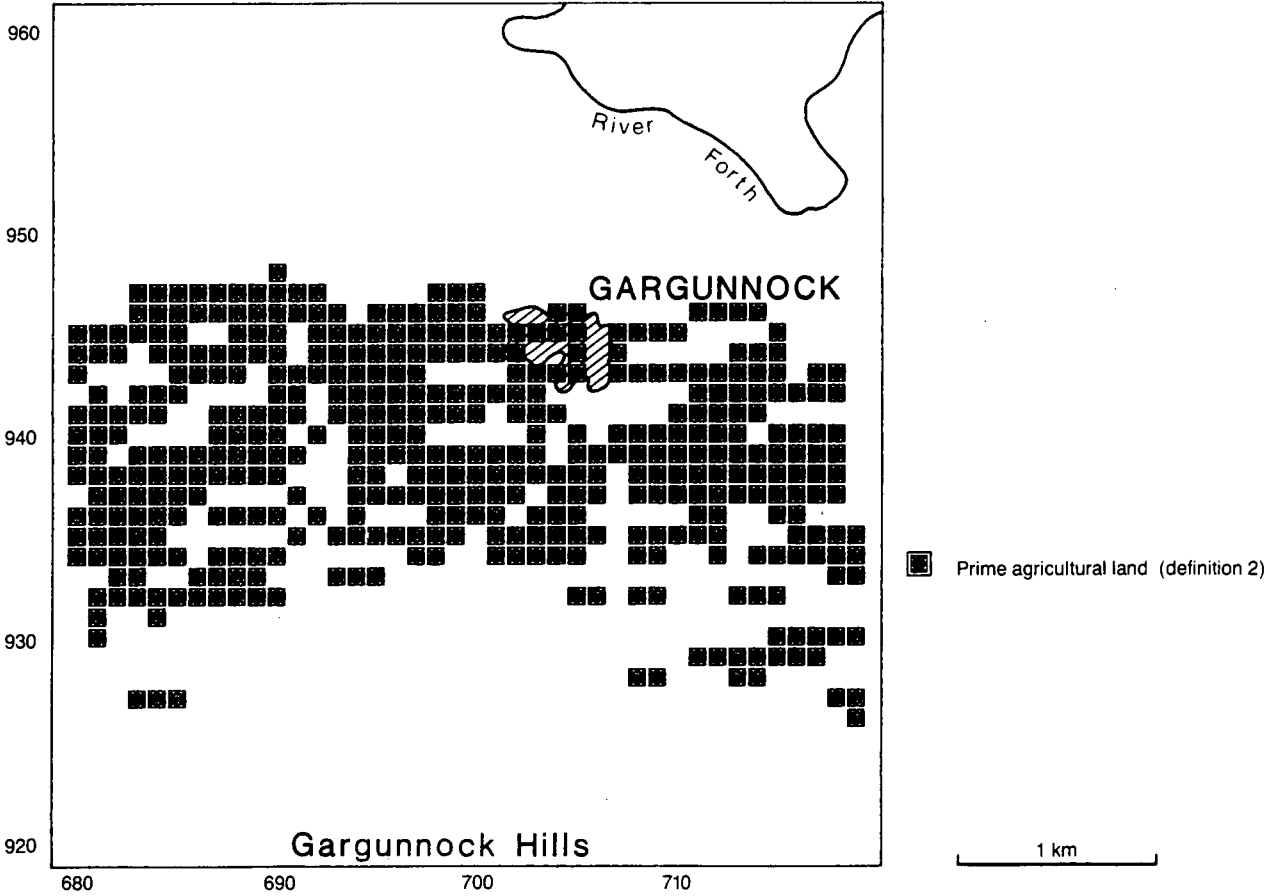 960
River
Forth
950
GARGUNNOCK
940
Prime agricultural land (definition 2)
930
920
Gargunnock Hills
1 km
680 690 700 710